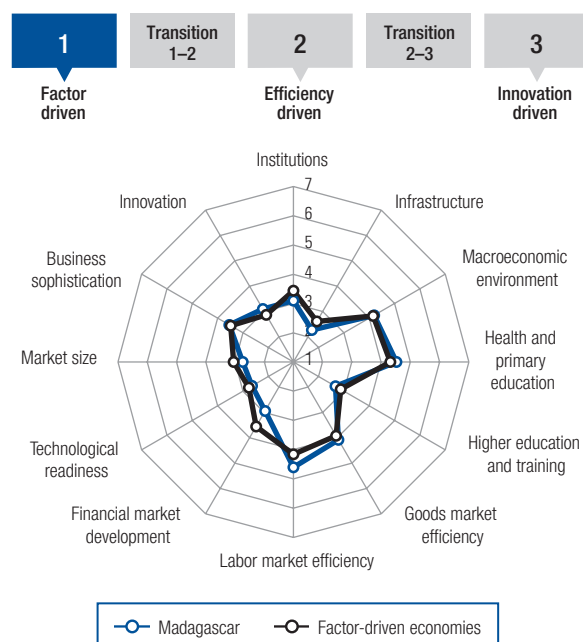 1
Transition
1–2
2
Transition
2–3
3
Factor
driven
Efficiency
driven
Innovation
driven
Institutions
Innovation
Infrastructure
Business
sophistication
Macroeconomic
environment
Market size
Health and
primary
education
Technological
readiness
Higher education
and training
Financial market
development
Goods market
efficiency
Labor market efficiency
7
6
5
4
3
2
1
Madagascar
Factor-driven economies